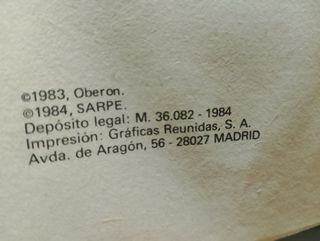 ©1983, Oberon.
©1984, SARPE.
Depósito legal: M. 36.082 - 1984
Impresión: Gráficas Reunidas, S. A.
Avda. de Aragón, 56 - 28027 MADRID